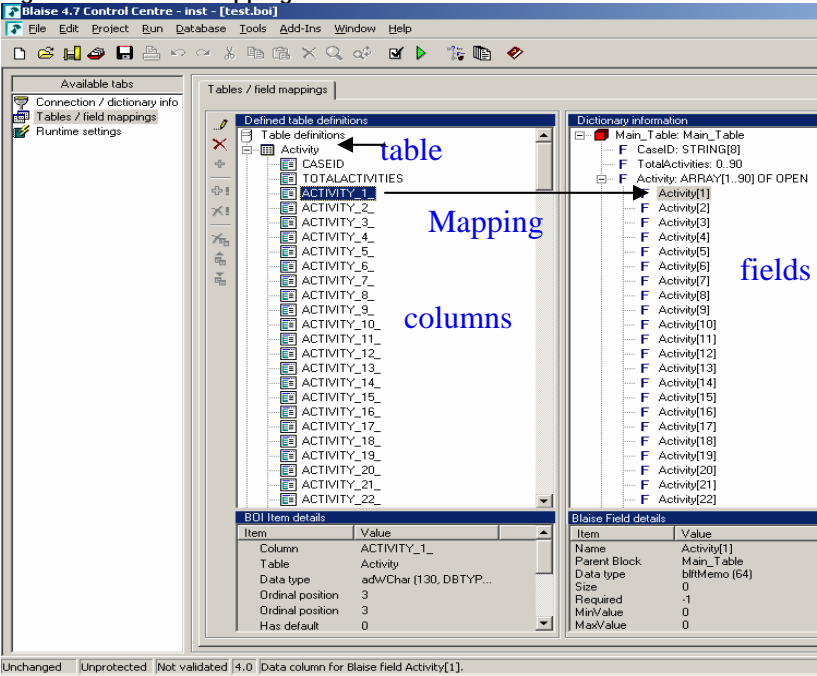 Blaise 4.7 Control Centre - inst - [test.boi]
File Edit Project Run Database Tools Add-Ins Window Help
Available tabs
Connection / dictionary info
Tables / field mappings
Runtime settings
Tables / field mappings
Defined table definitions
Table definitions
Activity
table
CASEID
TOTALACTIVITIES
ACTIVITY_1_
ACTIVITY_2_
ACTIVITY_3_
ACTIVITY_4_
ACTIVITY_5_
ACTIVITY_6_
ACTIVITY_7_
ACTIVITY_8_
ACTIVITY_9_
ACTIVITY_10_
ACTIVITY_11_
ACTIVITY_12_
ACTIVITY_13_
ACTIVITY_14_
ACTIVITY_15_
ACTIVITY_16_
ACTIVITY_17_
ACTIVITY_18_
ACTIVITY_19_
ACTIVITY_20_
ACTIVITY_21_
ACTIVITY_22_
Mapping
columns
Dictionary information
Main_Table: Main_Table
F CaseID: STRING[8]
F TotalActivities: 0..90
F Activity: ARRAY[1..90] OF OPEN
F Activity[1]
F Activity[2]
F Activity[3]
F Activity[4]
F Activity[5]
F Activity[6]
F Activity[7]
F Activity[8]
F Activity[9]
F Activity[10]
F Activity[11]
F Activity[12]
F Activity[13]
F Activity[14]
F Activity[15]
F Activity[16]
F Activity[17]
F Activity[18]
F Activity[19]
F Activity[20]
F Activity[21]
F Activity[22]
fields
BOI Item details
Item Value
Column ACTIVITY_1_
Table Activity
Data type adWChar (130, DBTYP...
Ordinal position 3
Ordinal position 3
Has default 0
Blaise Field details
Item Value
Name Activity[1]
Parent Block Main_Table
Data type blftMemo (64)
Size 0
Required -1
MinValue 0
MaxValue 0
Unchanged Unprotected Not validated 4.0 Data column for Blaise field Activity[1].